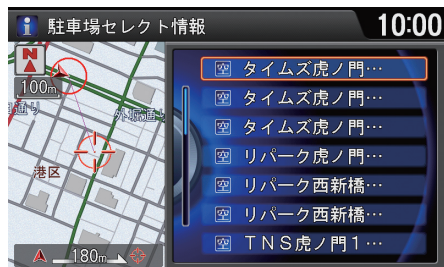 i 駐車場セレクト情報 10:00
N
100m
外堀通り
通り
港区
180m
空 タイムズ虎ノ門…
空 タイムズ虎ノ門…
空 タイムズ虎ノ門…
空 リパーク虎ノ門…
空 リパーク西新橋…
空 リパーク西新橋…
空 TNS虎ノ門1…